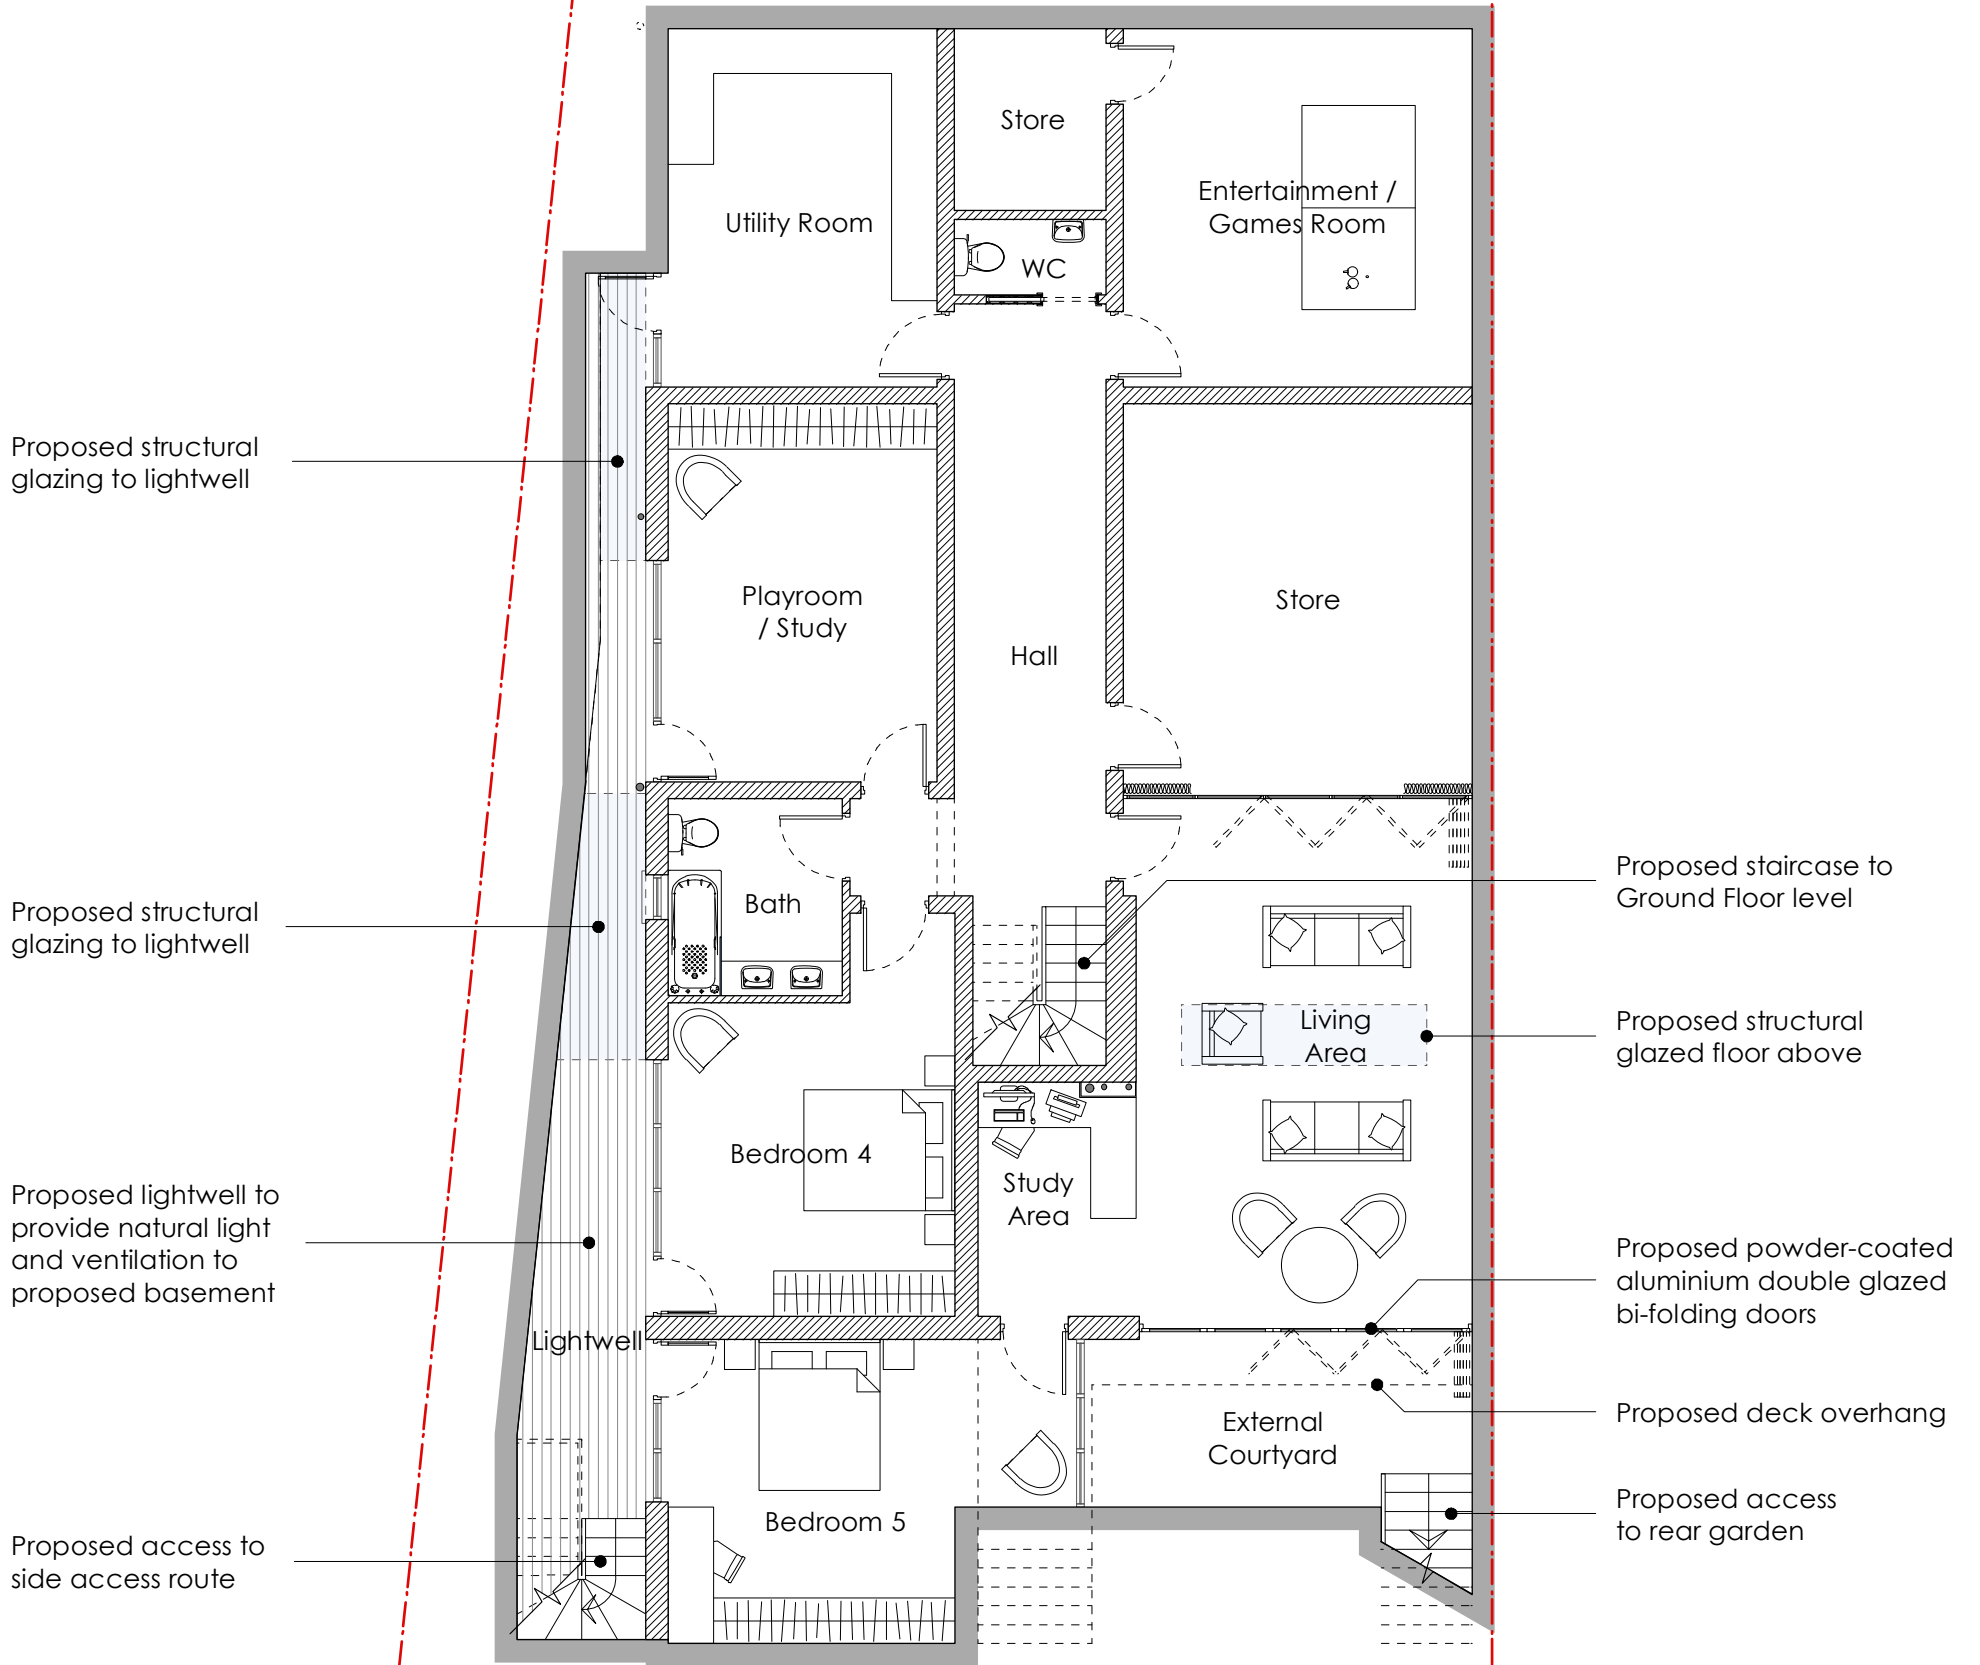 Store
Entertainment /
Games Room
Utility Room
WC
Proposed structural
glazing to lightwell
Playroom
/ Study
Store
Hall
Proposed staircase to
Ground Floor level
Proposed structural
glazing to lightwell
Bath
Living
Area
Proposed structural
glazed floor above
Bedroom 4
Study
Area
Proposed lightwell to
provide natural light
and ventilation to
proposed basement
Proposed powder-coated
aluminium double glazed
bi-folding doors
Lightwell
External
Courtyard
Proposed deck overhang
Bedroom 5
Proposed access
to rear garden
Proposed access to
side access route